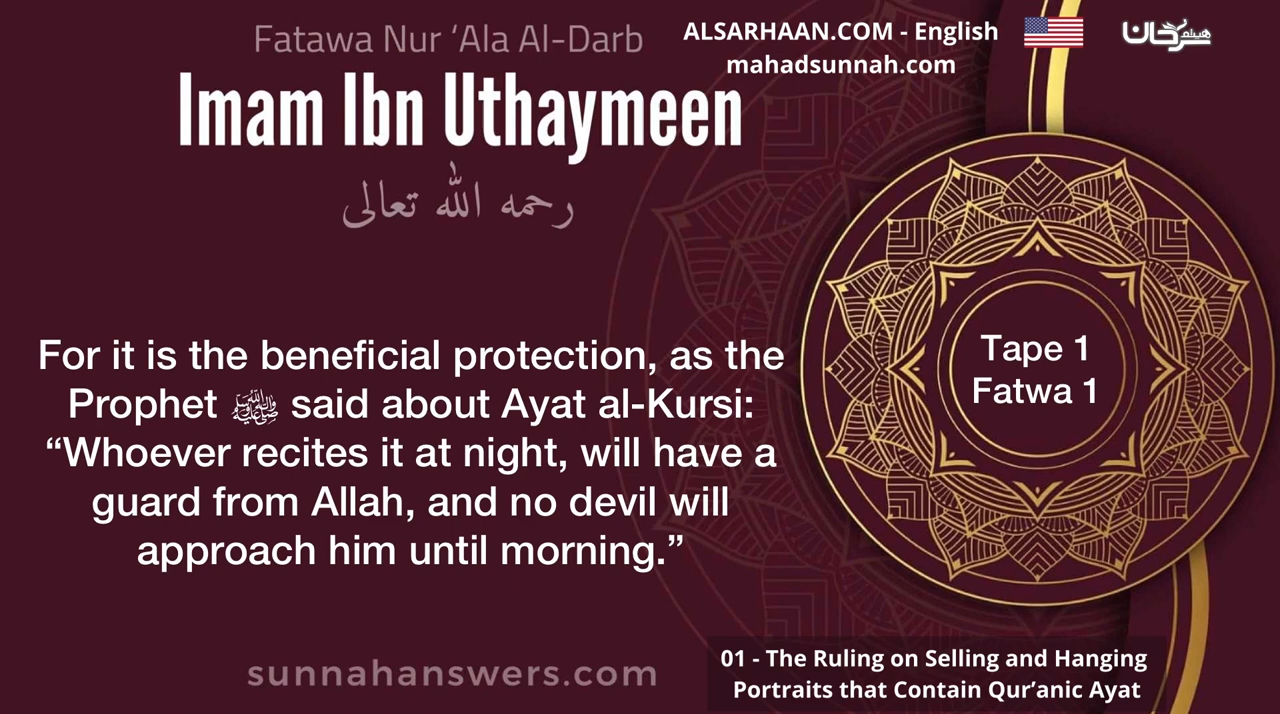 Fatawa Nur ‘Ala Al-Darb
ALSARHAAN.COM - English
mahadsunnah.com
هيثم سرحان
Imam Ibn Uthaymeen
رحمه الله تعالى
For it is the beneficial protection, as the
Prophet ﷺ said about Ayat al-Kursi:
“Whoever recites it at night, will have a
guard from Allah, and no devil will
approach him until morning.”
Tape 1
Fatwa 1
sunnahanswers.com
01 - The Ruling on Selling and Hanging
Portraits that Contain Qur’anic Ayat